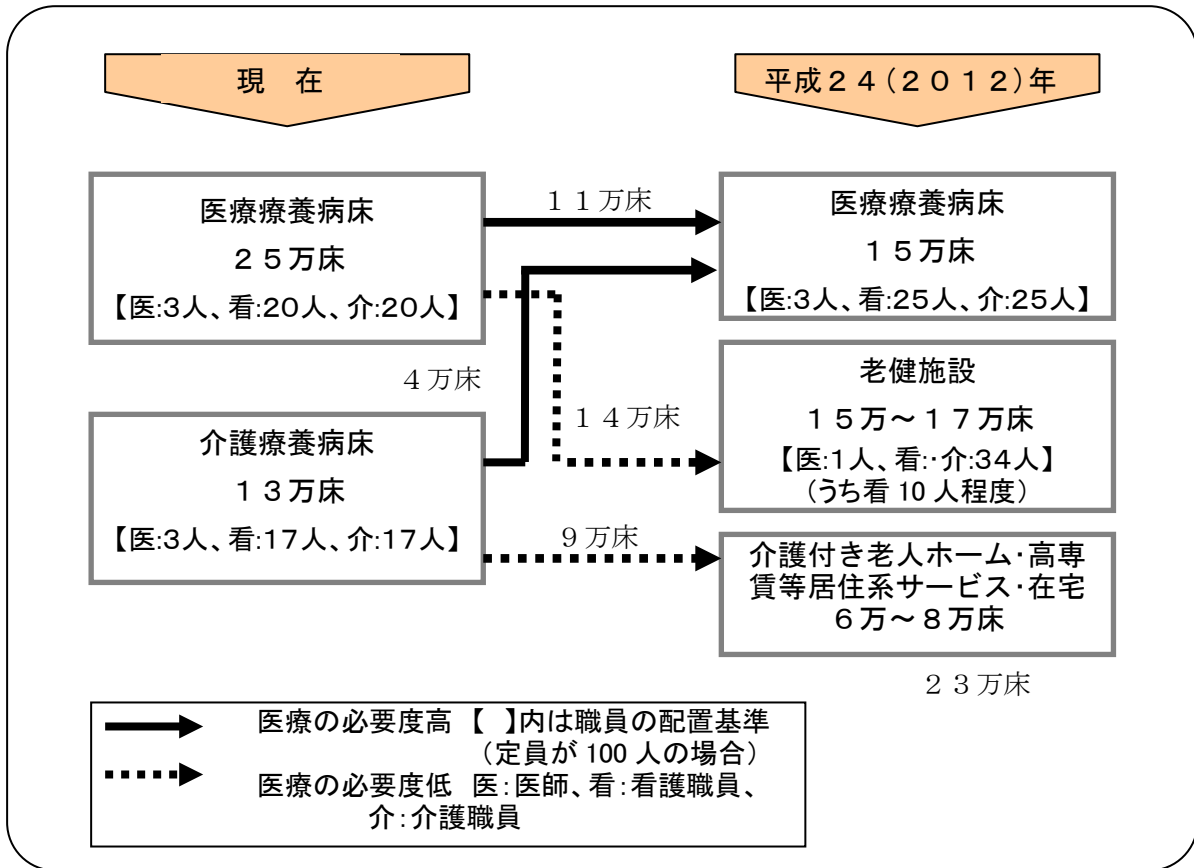 現　在
平成２４(２０１２)年
医療療養病床
２５万床
【医:3人、看:20人、介:20人】
１１万床
医療療養病床
１５万床
【医:3人、看:25人、介:25人】
４万床
介護療養病床
１３万床
【医:3人、看:17人、介:17人】
１４万床
老健施設
１５万～１７万床
【医:1人、看:・介:34人】
(うち看 10 人程度)
９万床
介護付き老人ホーム・高専
賃等居住系サービス・在宅
６万～８万床
２３万床
医療の必要度高　【　】内は職員の配置基準
(定員が 100 人の場合)
医療の必要度低　医:医師、看:看護職員、
介:介護職員